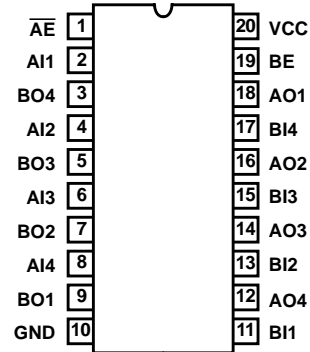 A̅E̅ 1 20 VCC
AI1 2 19 BE
BO4 3 18 AO1
AI2 4 17 BI4
BO3 5 16 AO2
AI3 6 15 BI3
BO2 7 14 AO3
AI4 8 13 BI2
BO1 9 12 AO4
GND 10 11 BI1